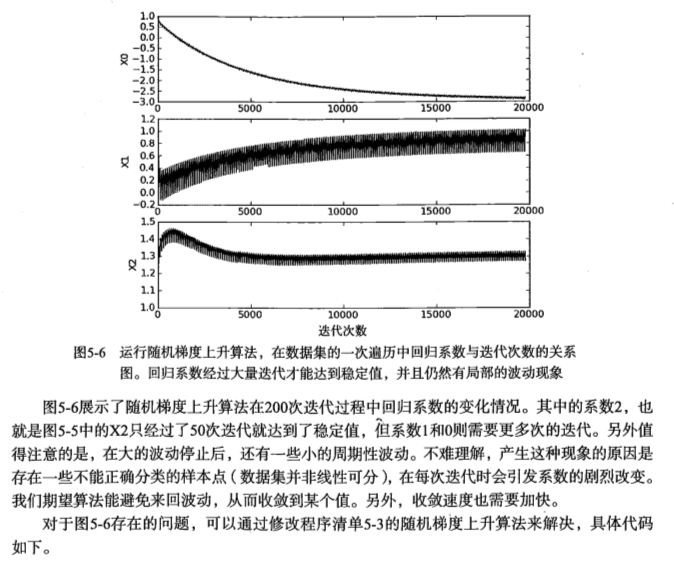 1.0
0.5
0.0
−0.5
−1.0
−1.5
−2.0
−2.5
−3.0
X0
0 5000 10000 15000 20000
1.2
1.0
0.8
0.6
0.4
0.2
0.0
−0.2
X1
0 5000 10000 15000 20000
1.5
1.4
1.3
1.2
1.1
1.0
X2
0 5000 10000 15000 20000
迭代次数
图5-6 运行随机梯度上升算法，在数据集的一次遍历中回归系数与迭代次数的关系
图。回归系数经过大量迭代才能达到稳定值，并且仍然有局部的波动现象
图5-6展示了随机梯度上升算法在200次迭代过程中回归系数的变化情况。其中的系数2，也
就是图5-5中的X2只经过了50次迭代就达到了稳定值，但系数1和0则需要更多次的迭代。另外值
得注意的是，在大的波动停止后，还有一些小的周期性波动。不难理解，产生这种现象的原因是
存在一些不能正确分类的样本点（数据集并非线性可分），在每次迭代时会引发系数的剧烈改变。
我们期望算法能避免来回波动，从而收敛到某个值。另外，收敛速度也需要加快。
对于图5-6存在的问题，可以通过修改程序清单5-3的随机梯度上升算法来解决，具体代码
如下。